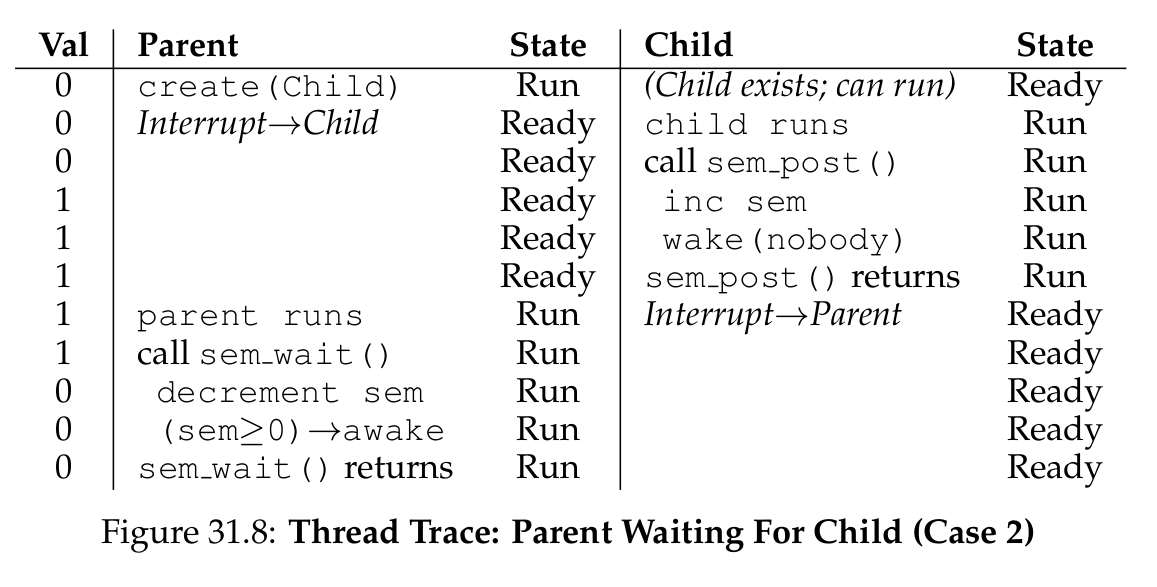 Val Parent State Child State
0 create(Child) Run (Child exists; can run) Ready
0 Interrupt→Child Ready child runs Run
0 Ready call sem_post() Run
1 Ready inc sem Run
1 Ready wake(nobody) Run
1 Ready sem_post() returns Run
1 parent runs Run Interrupt→Parent Ready
1 call sem_wait() Run Ready
0 decrement sem Run Ready
0 (sem≥0)→awake Run Ready
0 sem_wait() returns Run Ready
Figure 31.8: Thread Trace: Parent Waiting For Child (Case 2)